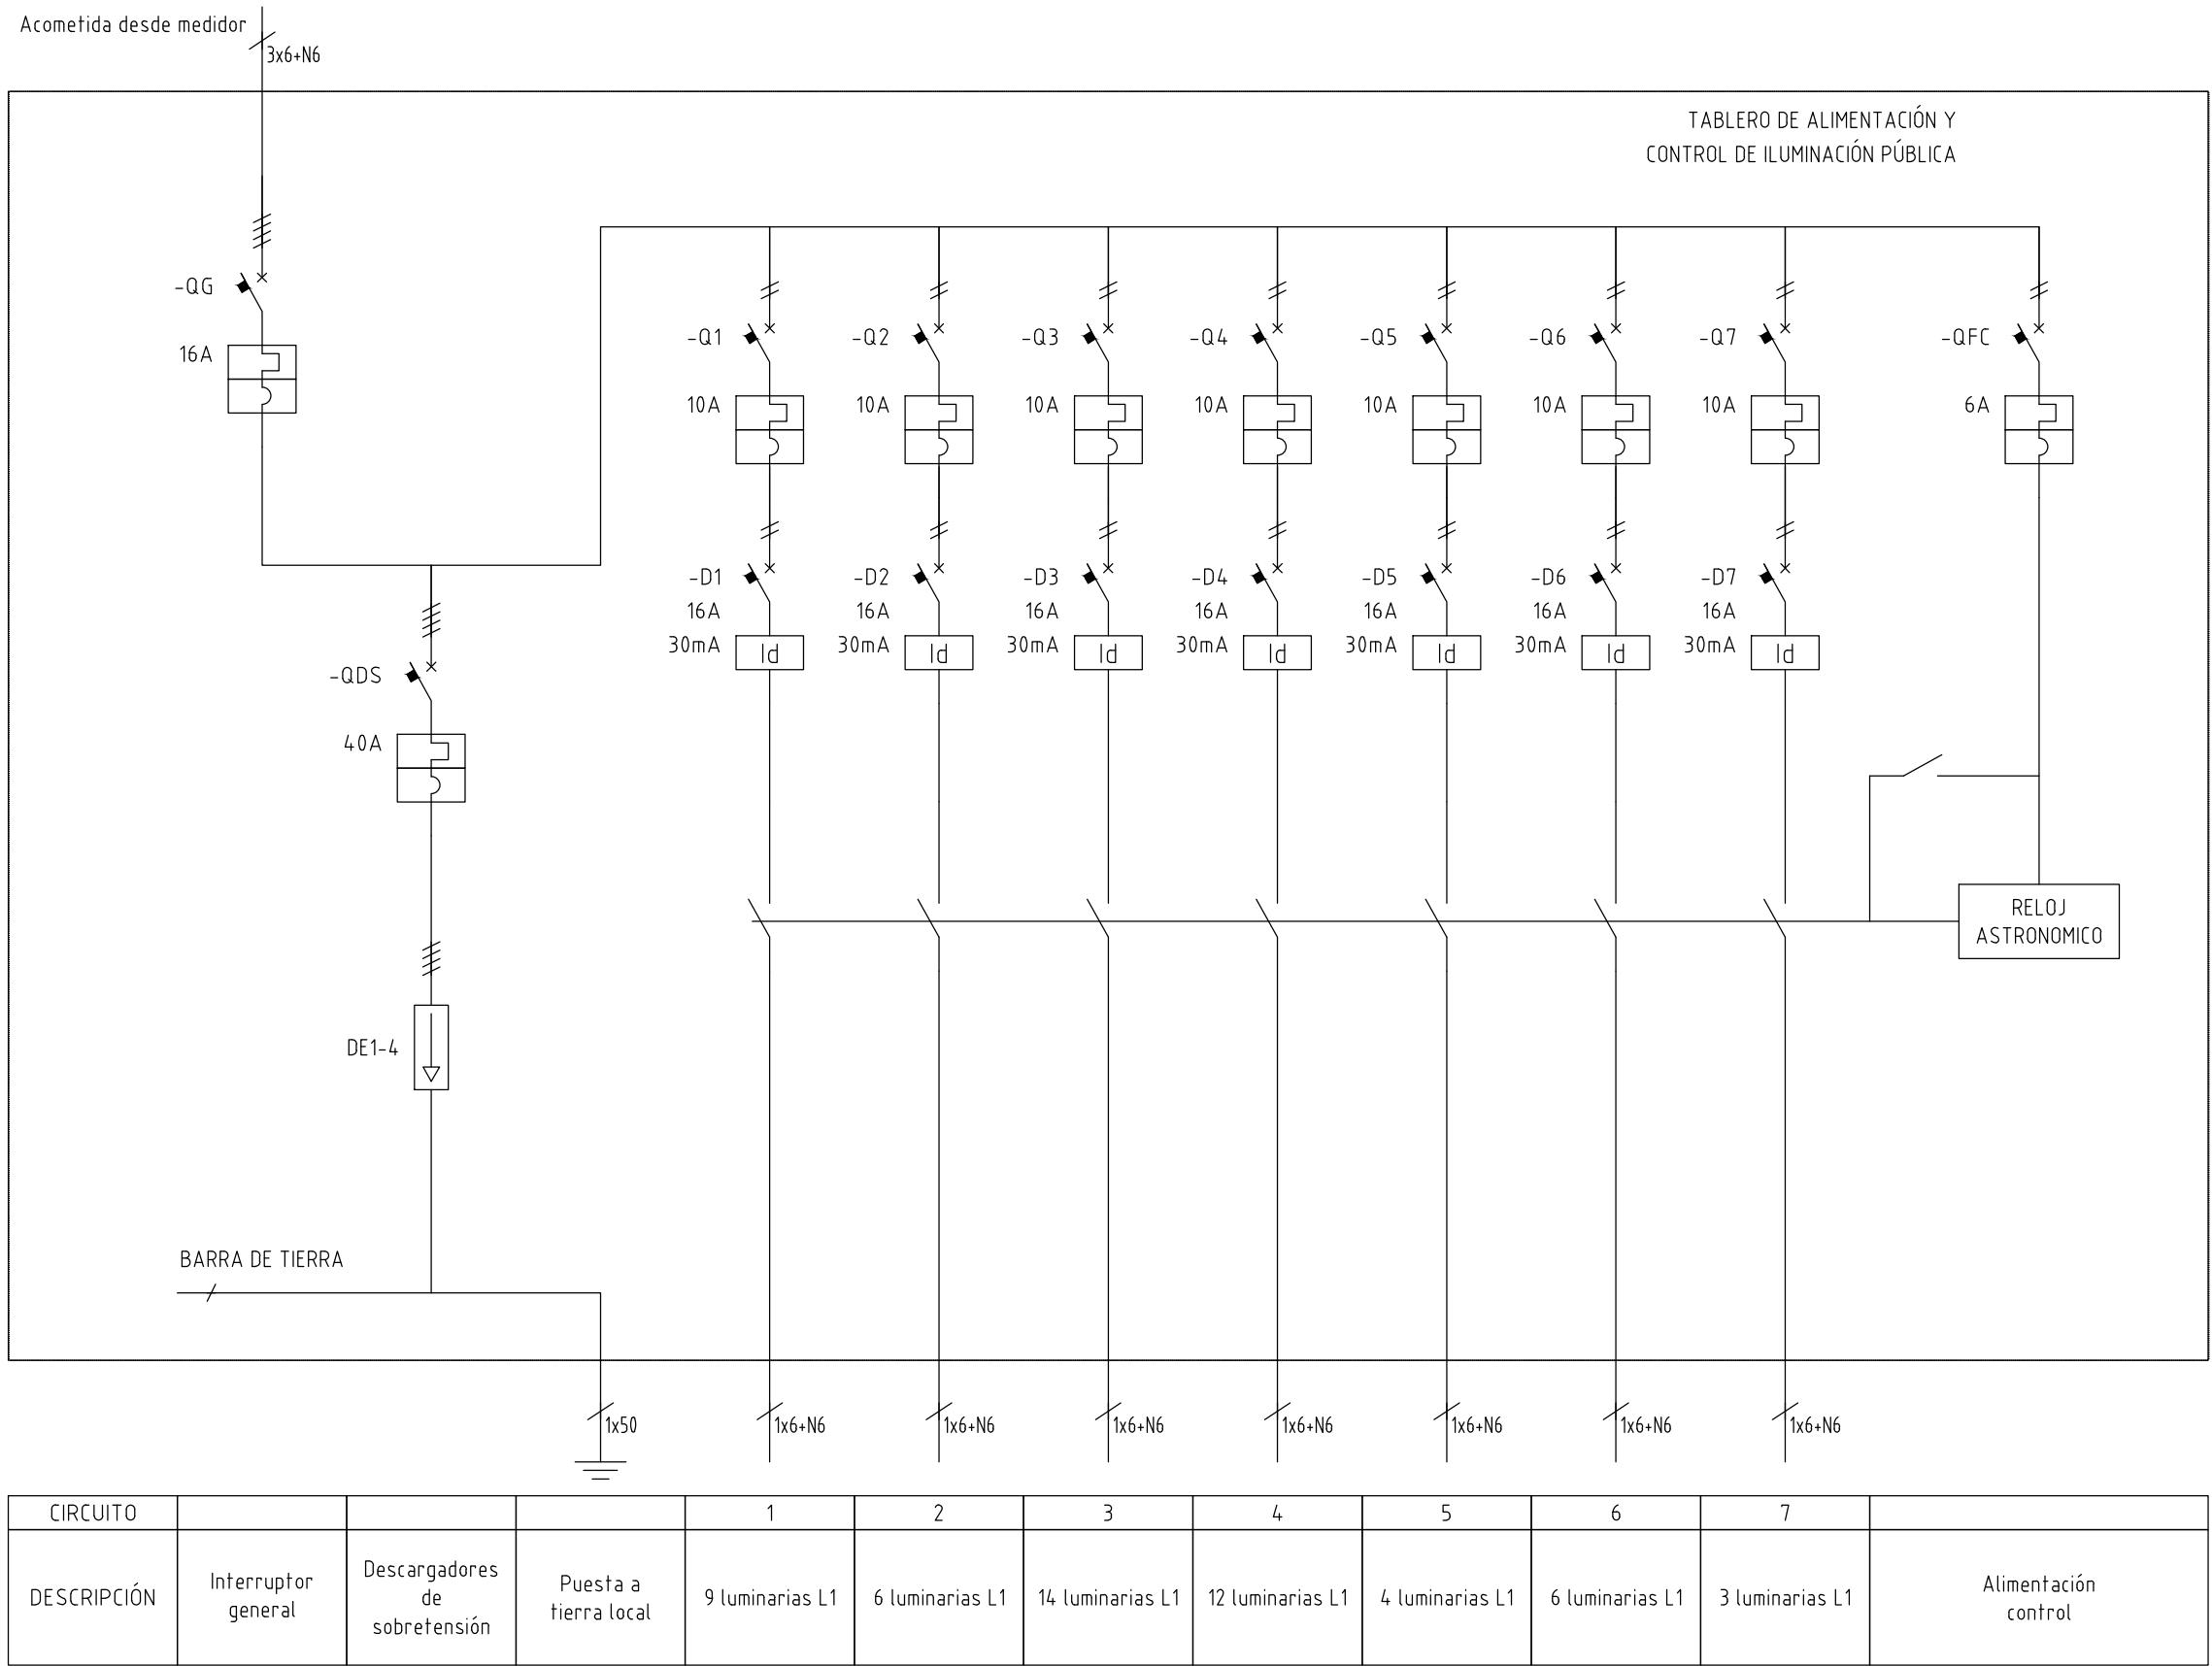 Acometida desde medidor
3x6+N6
TABLERO DE ALIMENTACIÓN Y
CONTROL DE ILUMINACIÓN PÚBLICA
-QG
16A
-Q1
10A
-Q2
10A
-Q3
10A
-Q4
10A
-Q5
10A
-Q6
10A
-Q7
10A
-QFC
6A
-D1
16A
30mA
Id
-D2
16A
30mA
Id
-D3
16A
30mA
Id
-D4
16A
30mA
Id
-D5
16A
30mA
Id
-D6
16A
30mA
Id
-D7
16A
30mA
Id
-QDS
40A
RELOJ
ASTRONOMICO
DE1-4
BARRA DE TIERRA
1x50
1x6+N6
1x6+N6
1x6+N6
1x6+N6
1x6+N6
1x6+N6
1x6+N6
CIRCUITO 1 2 3 4 5 6 7
DESCRIPCIÓN
Interruptor
general
Descargadores
de
sobretensión
Puesta a
tierra local
9 luminarias L1
6 luminarias L1
14 luminarias L1
12 luminarias L1
4 luminarias L1
6 luminarias L1
3 luminarias L1
Alimentación
control